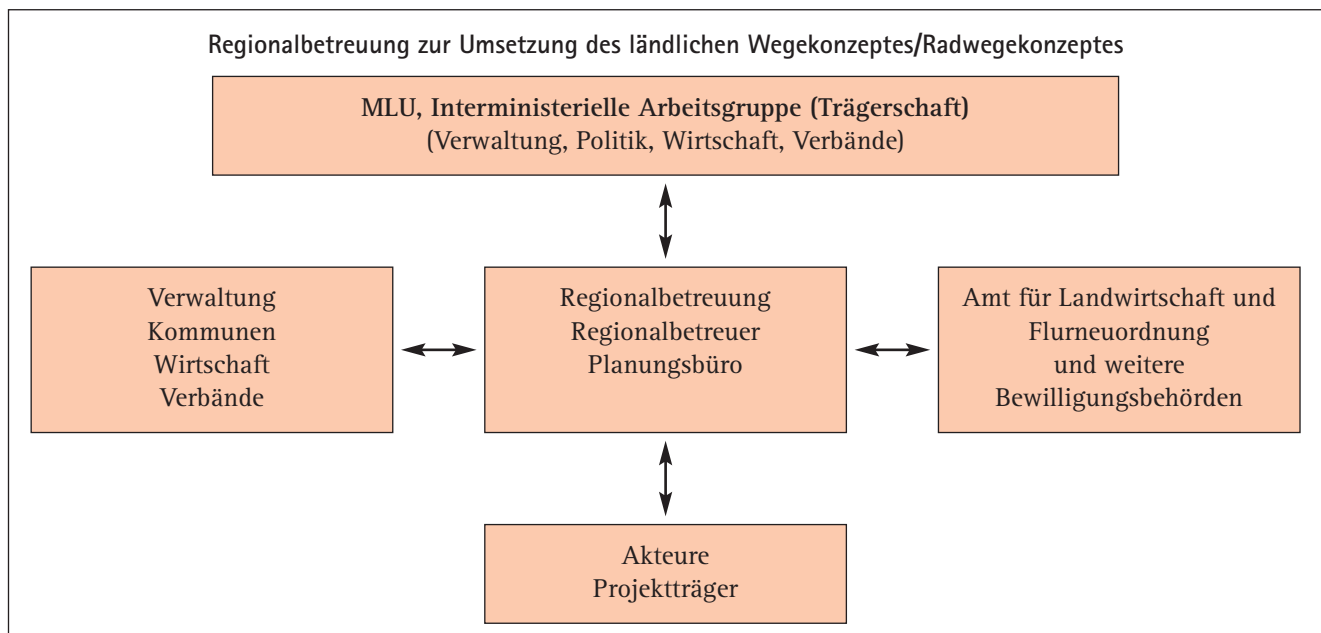 Regionalbetreuung zur Umsetzung des ländlichen Wegekonzeptes/Radwegekonzeptes
MLU, Interministerielle Arbeitsgruppe (Trägerschaft)
(Verwaltung, Politik, Wirtschaft, Verbände)
Verwaltung
Kommunen
Wirtschaft
Verbände
Regionalbetreuung
Regionalbetreuer
Planungsbüro
Amt für Landwirtschaft und
Flurneuordnung
und weitere
Bewilligungsbehörden
Akteure
Projektträger